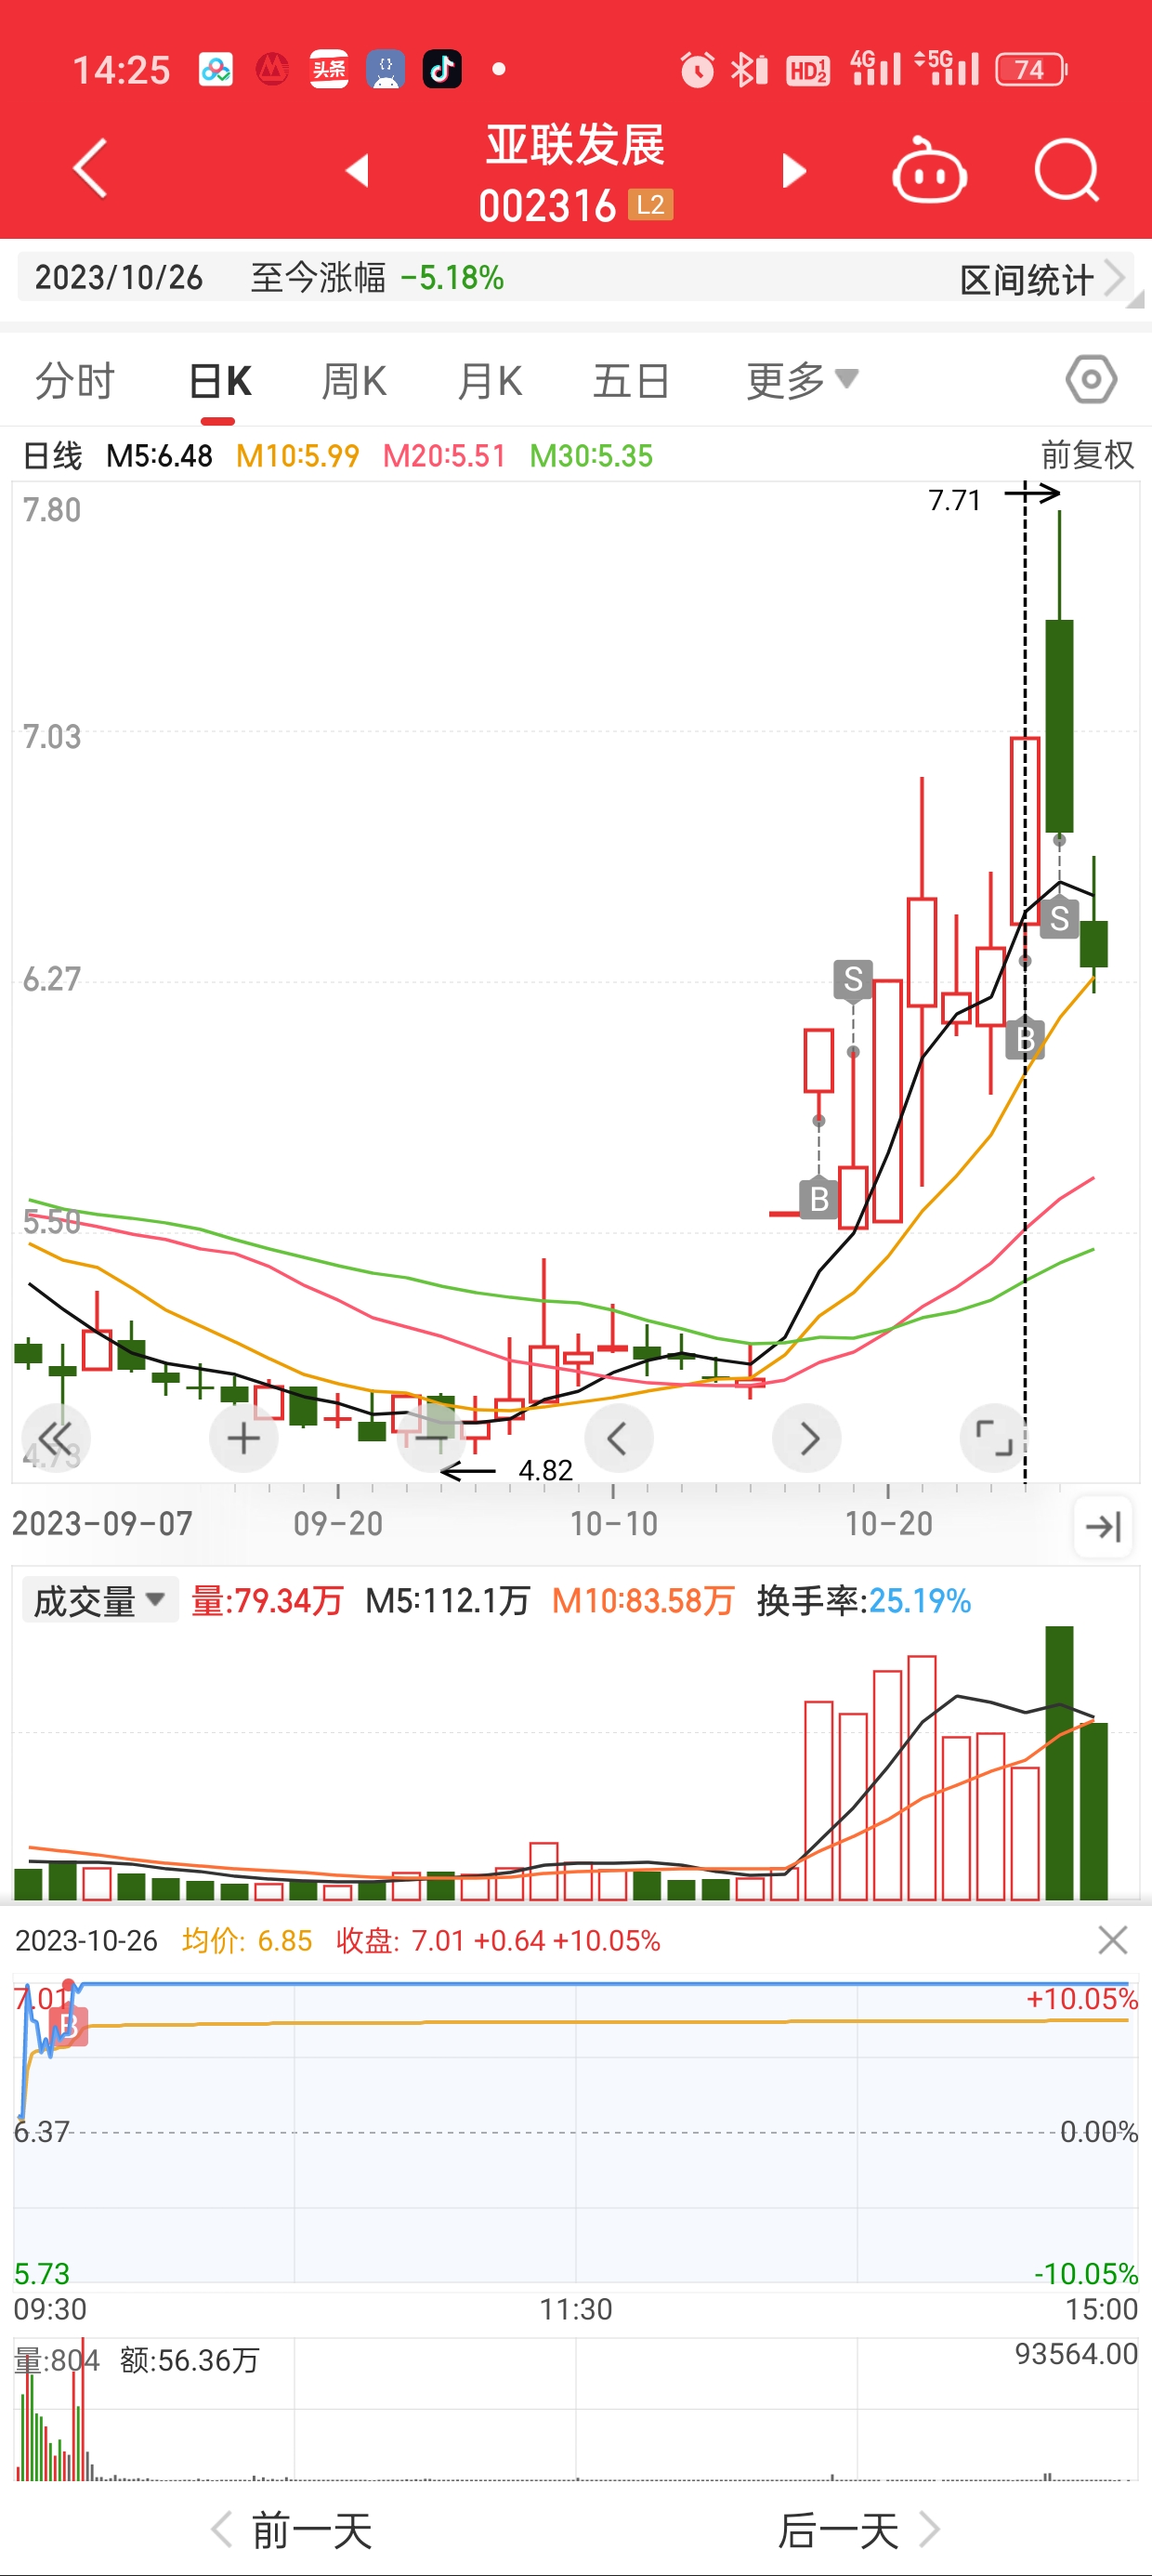 14:25 头条 HD 1 2 4G 5G 74
亚联发展
002316 L2
2023/10/26 至今涨幅 -5.18% 区间统计
分时 日K 周K 月K 五日 更多
日线 M5:6.48 M10:5.99 M20:5.51 M30:5.35 前复权
7.80
7.71
7.03
6.27
S
S
B
B
5.50
4.73
4.82
2023-09-07 09-20 10-10 10-20
成交量 量:79.34万 M5:112.1万 M10:83.58万 换手率:25.19%
2023-10-26 均价: 6.85 收盘: 7.01 +0.64 +10.05%
7.01 +10.05%
B
6.37 0.00%
5.73 -10.05%
09:30 11:30 15:00
量:804 额:56.36万 93564.00
前一天 后一天